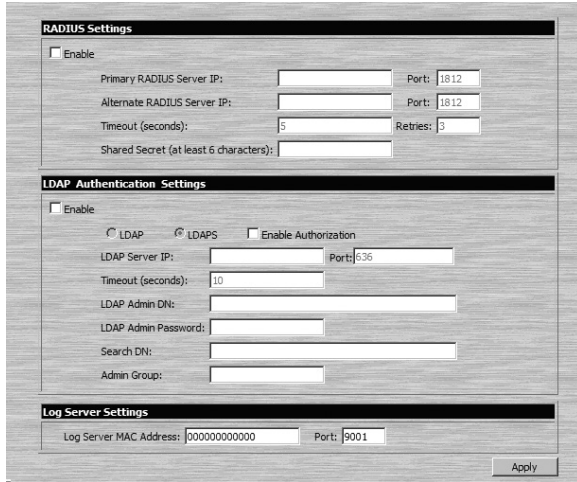 RADIUS Settings
Enable
Primary RADIUS Server IP: Port: 1812
Alternate RADIUS Server IP: Port: 1812
Timeout (seconds): 5 Retries: 3
Shared Secret (at least 6 characters):
LDAP Authentication Settings
Enable
LDAP LDAPS Enable Authorization
LDAP Server IP: Port: 636
Timeout (seconds): 10
LDAP Admin DN:
LDAP Admin Password:
Search DN:
Admin Group:
Log Server Settings
Log Server MAC Address: 000000000000 Port: 9001
Apply